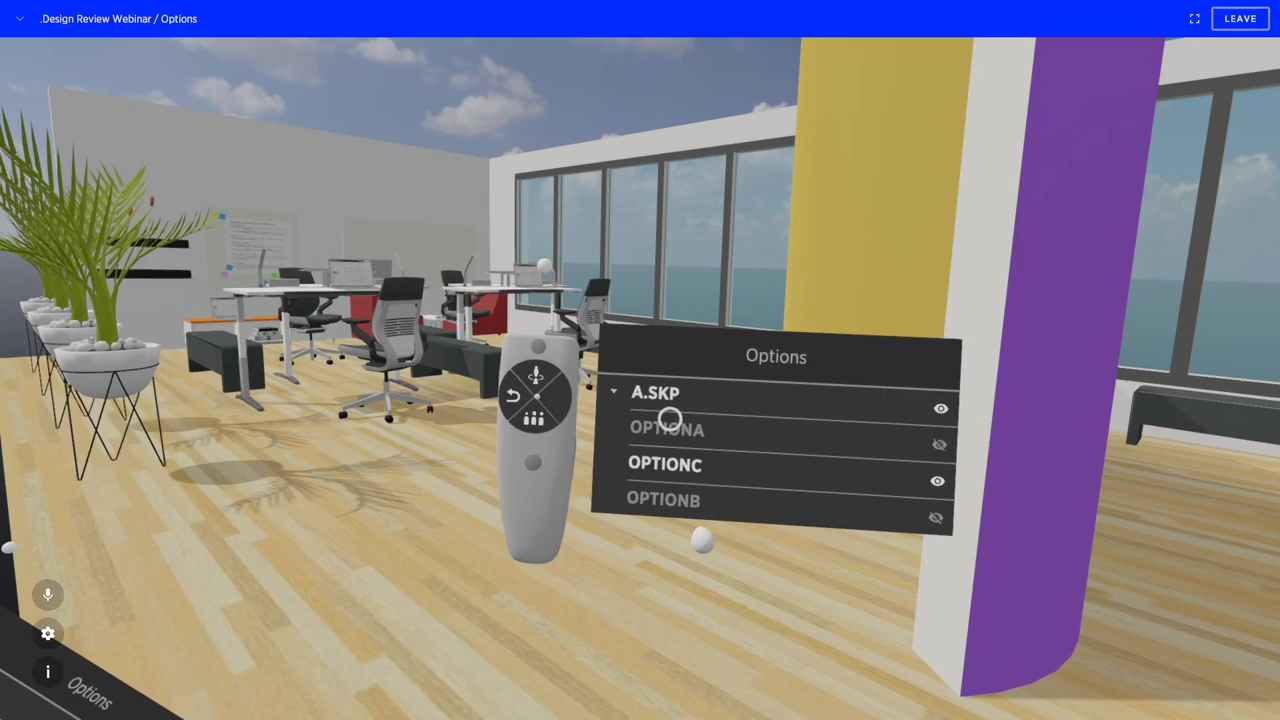 .Design Review Webinar / Options
LEAVE
Options
A.SKP
OPTIONA
OPTIONC
OPTIONB
i
Options